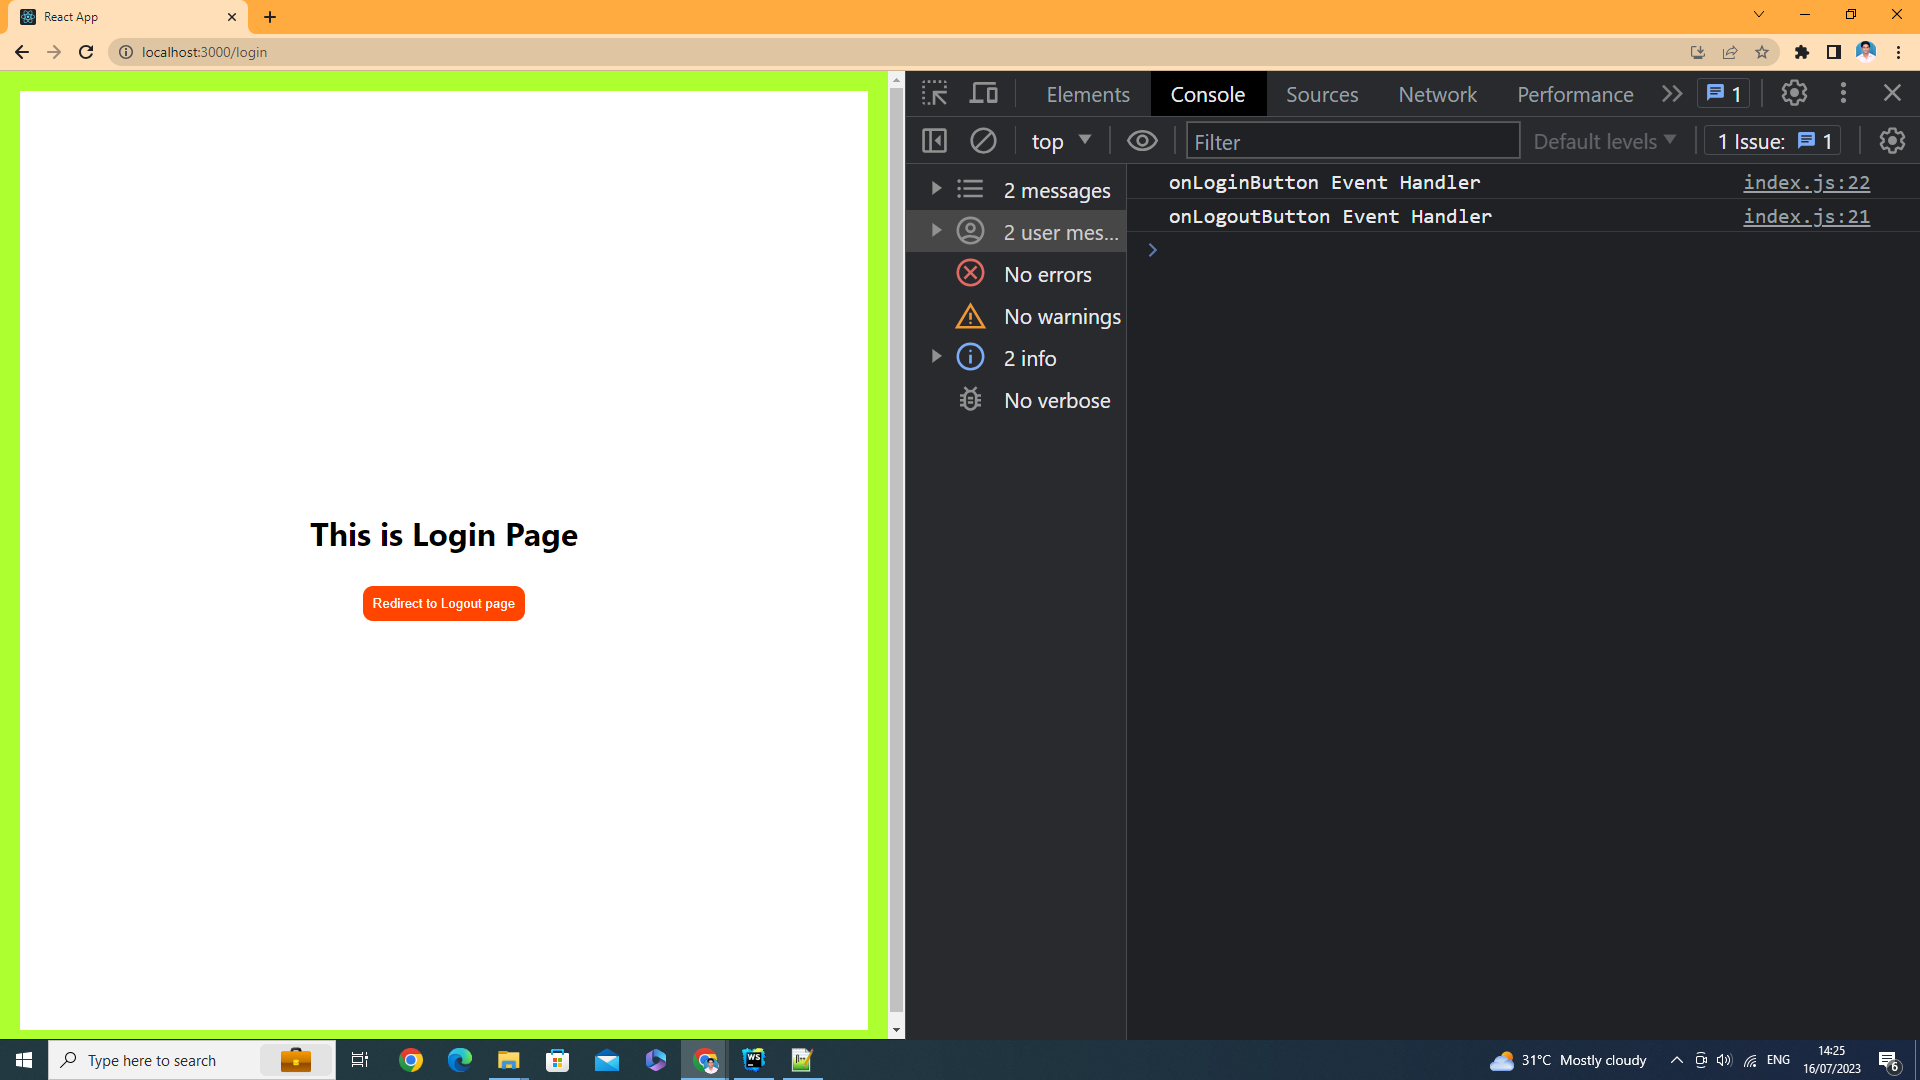 React App
localhost:3000/login
Elements
Console
Sources
Network
Performance
1
top
Filter
Default levels
1 Issue:
1
2 messages
2 user mes...
No errors
No warnings
2 info
No verbose
onLoginButton Event Handler
index.js:22
onLogoutButton Event Handler
index.js:21
This is Login Page
Redirect to Logout page
Type here to search
WS
31°C Mostly cloudy
ENG
14:25
16/07/2023
6